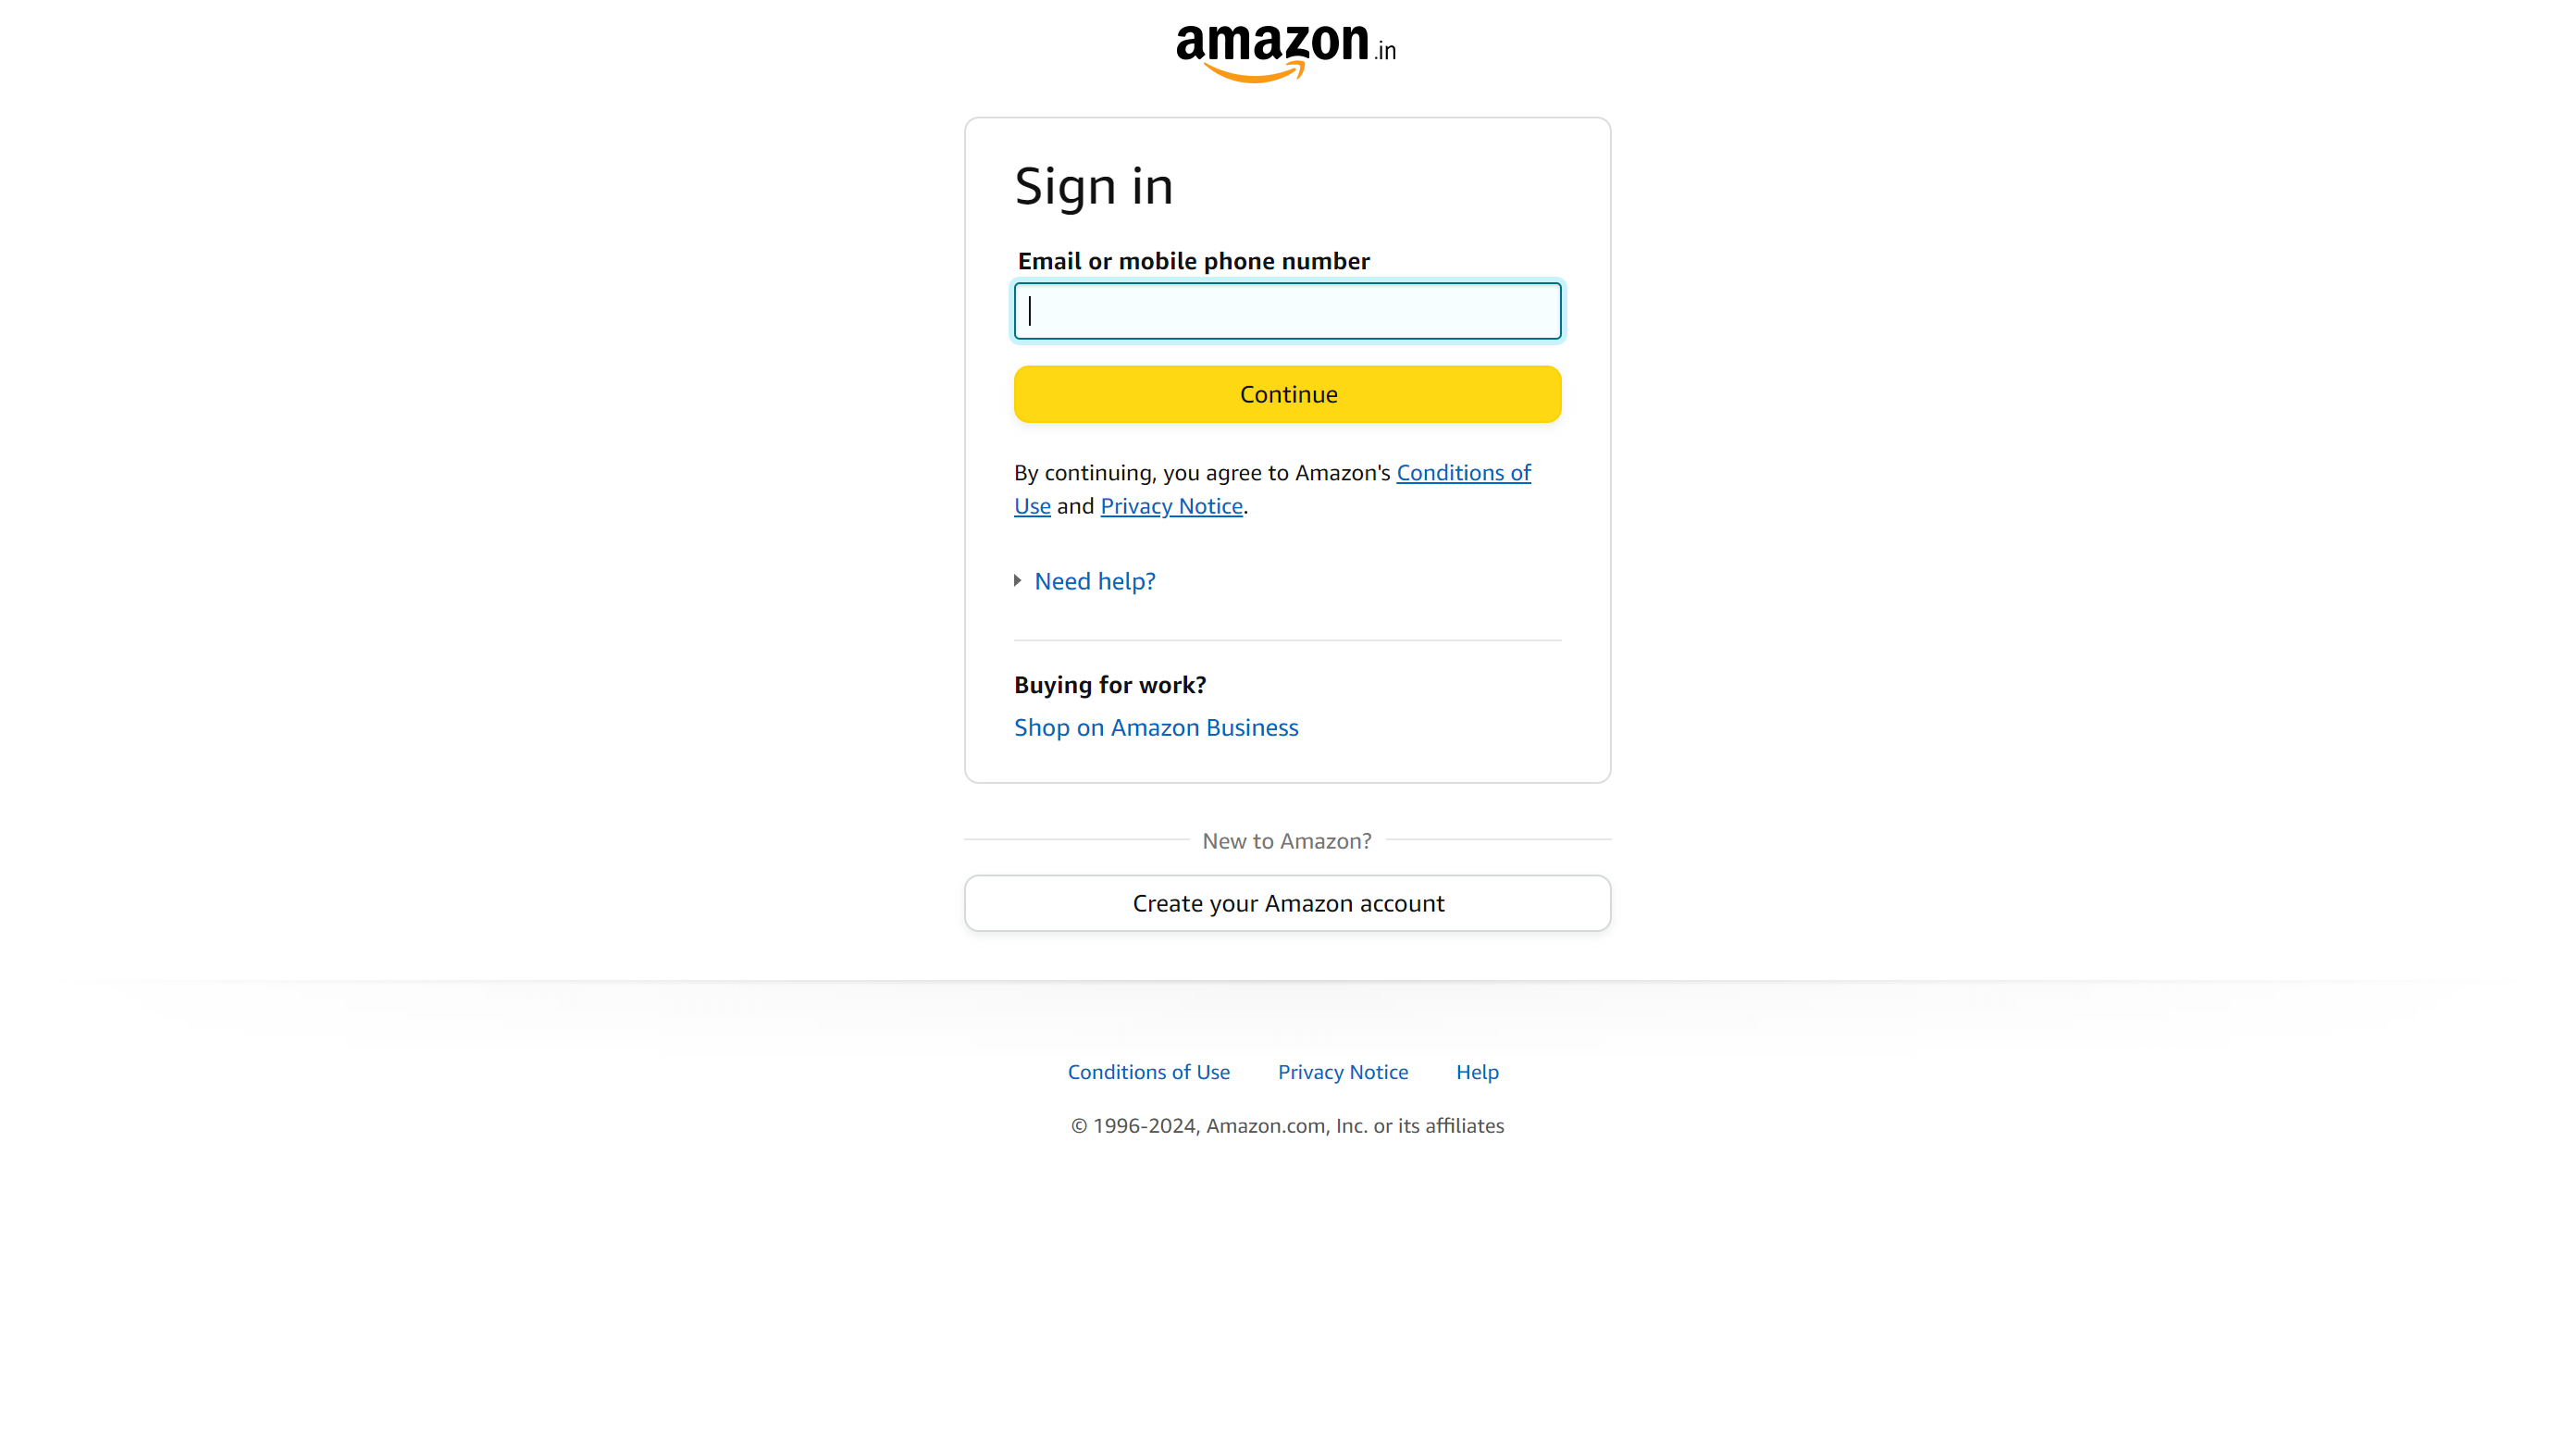 amazon.in
Sign in
Email or mobile phone number
Continue
By continuing, you agree to Amazon's Conditions of
Use and Privacy Notice.
Need help?
Buying for work?
Shop on Amazon Business
New to Amazon?
Create your Amazon account
Conditions of Use Privacy Notice Help
© 1996-2024, Amazon.com, Inc. or its affiliates